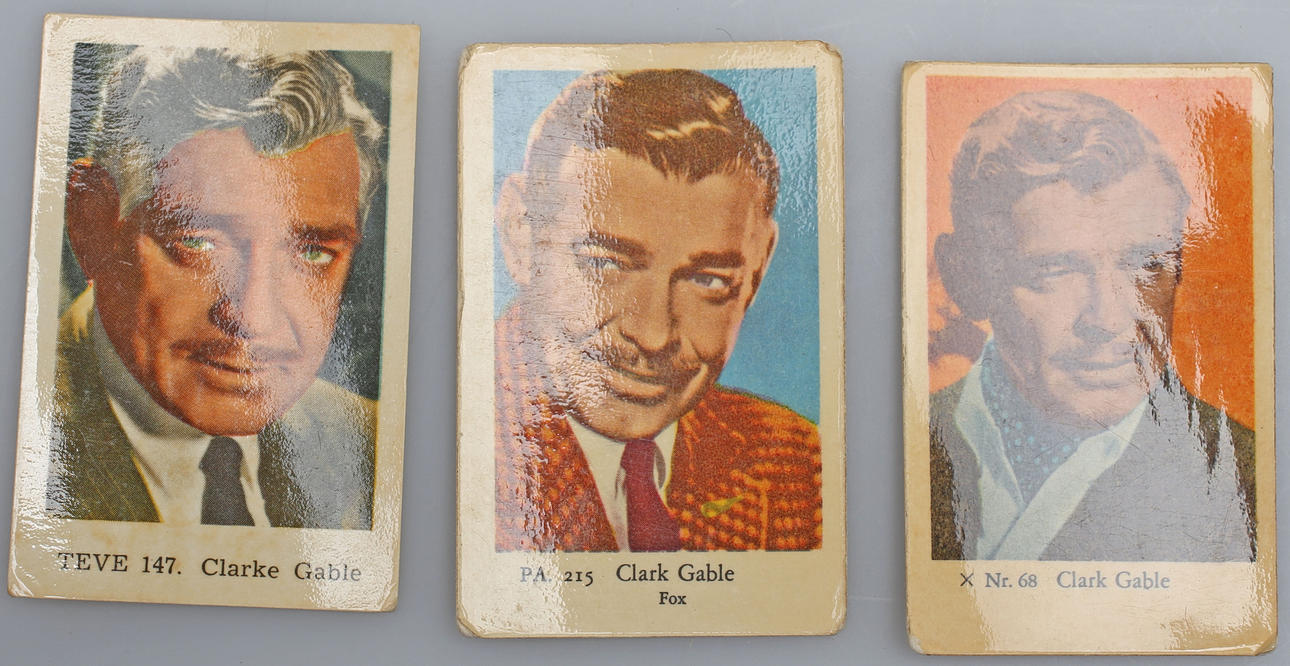 TEVE 147. Clarke Gable
PA. 215 Clark Gable
Fox
X Nr. 68 Clark Gable